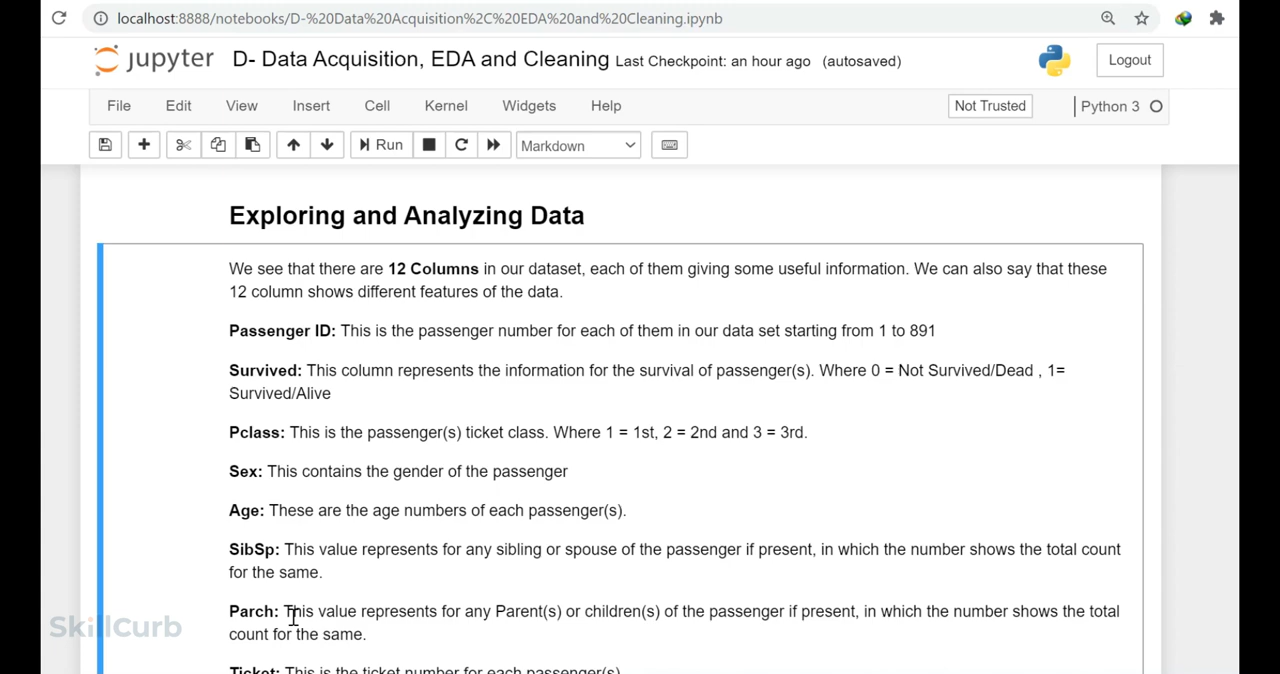 localhost:8888/notebooks/D-%20Data%20Acquisition%2C%20EDA%20and%20Cleaning.ipynb
jupyter D- Data Acquisition, EDA and Cleaning Last Checkpoint: an hour ago (autosaved) Logout
File Edit View Insert Cell Kernel Widgets Help Not Trusted Python 3
Run Markdown
Exploring and Analyzing Data
We see that there are 12 Columns in our dataset, each of them giving some useful information. We can also say that these
12 column shows different features of the data.
Passenger ID: This is the passenger number for each of them in our data set starting from 1 to 891
Survived: This column represents the information for the survival of passenger(s). Where 0 = Not Survived/Dead , 1=
Survived/Alive
Pclass: This is the passenger(s) ticket class. Where 1 = 1st, 2 = 2nd and 3 = 3rd.
Sex: This contains the gender of the passenger
Age: These are the age numbers of each passenger(s).
SibSp: This value represents for any sibling or spouse of the passenger if present, in which the number shows the total count
for the same.
Parch: This value represents for any Parent(s) or children(s) of the passenger if present, in which the number shows the total
count for the same.
SkillCurb
Ticket: This is the ticket number for each passenger(s)